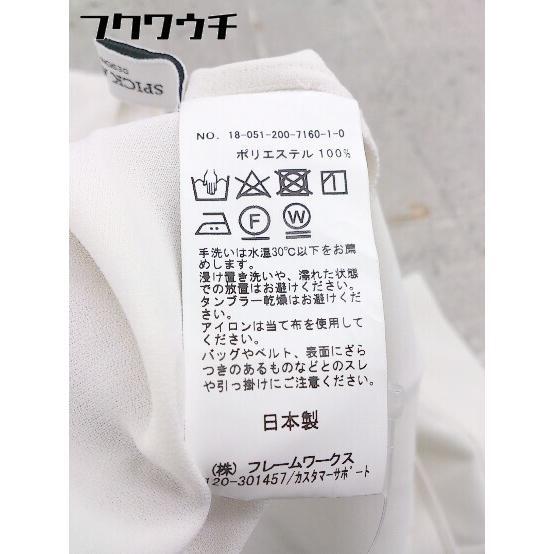 フクワウチ
SPICK
NO. 18-051-200-7160-1-0
ポリエステル 100%
F
W
手洗いは水温30℃以下をお薦
めします。
浸け置き洗いや、濡れた状態
での放置はお避けください。
タンブラー乾燥はお避けくだ
さい。
アイロンは当て布を使用して
ください。
バッグやベルト、表面にざら
つきのあるものなどとのスレ
や引っ掛けにご注意ください。
日本製
(株) フレームワークス
120-301457/カスタマーサポート